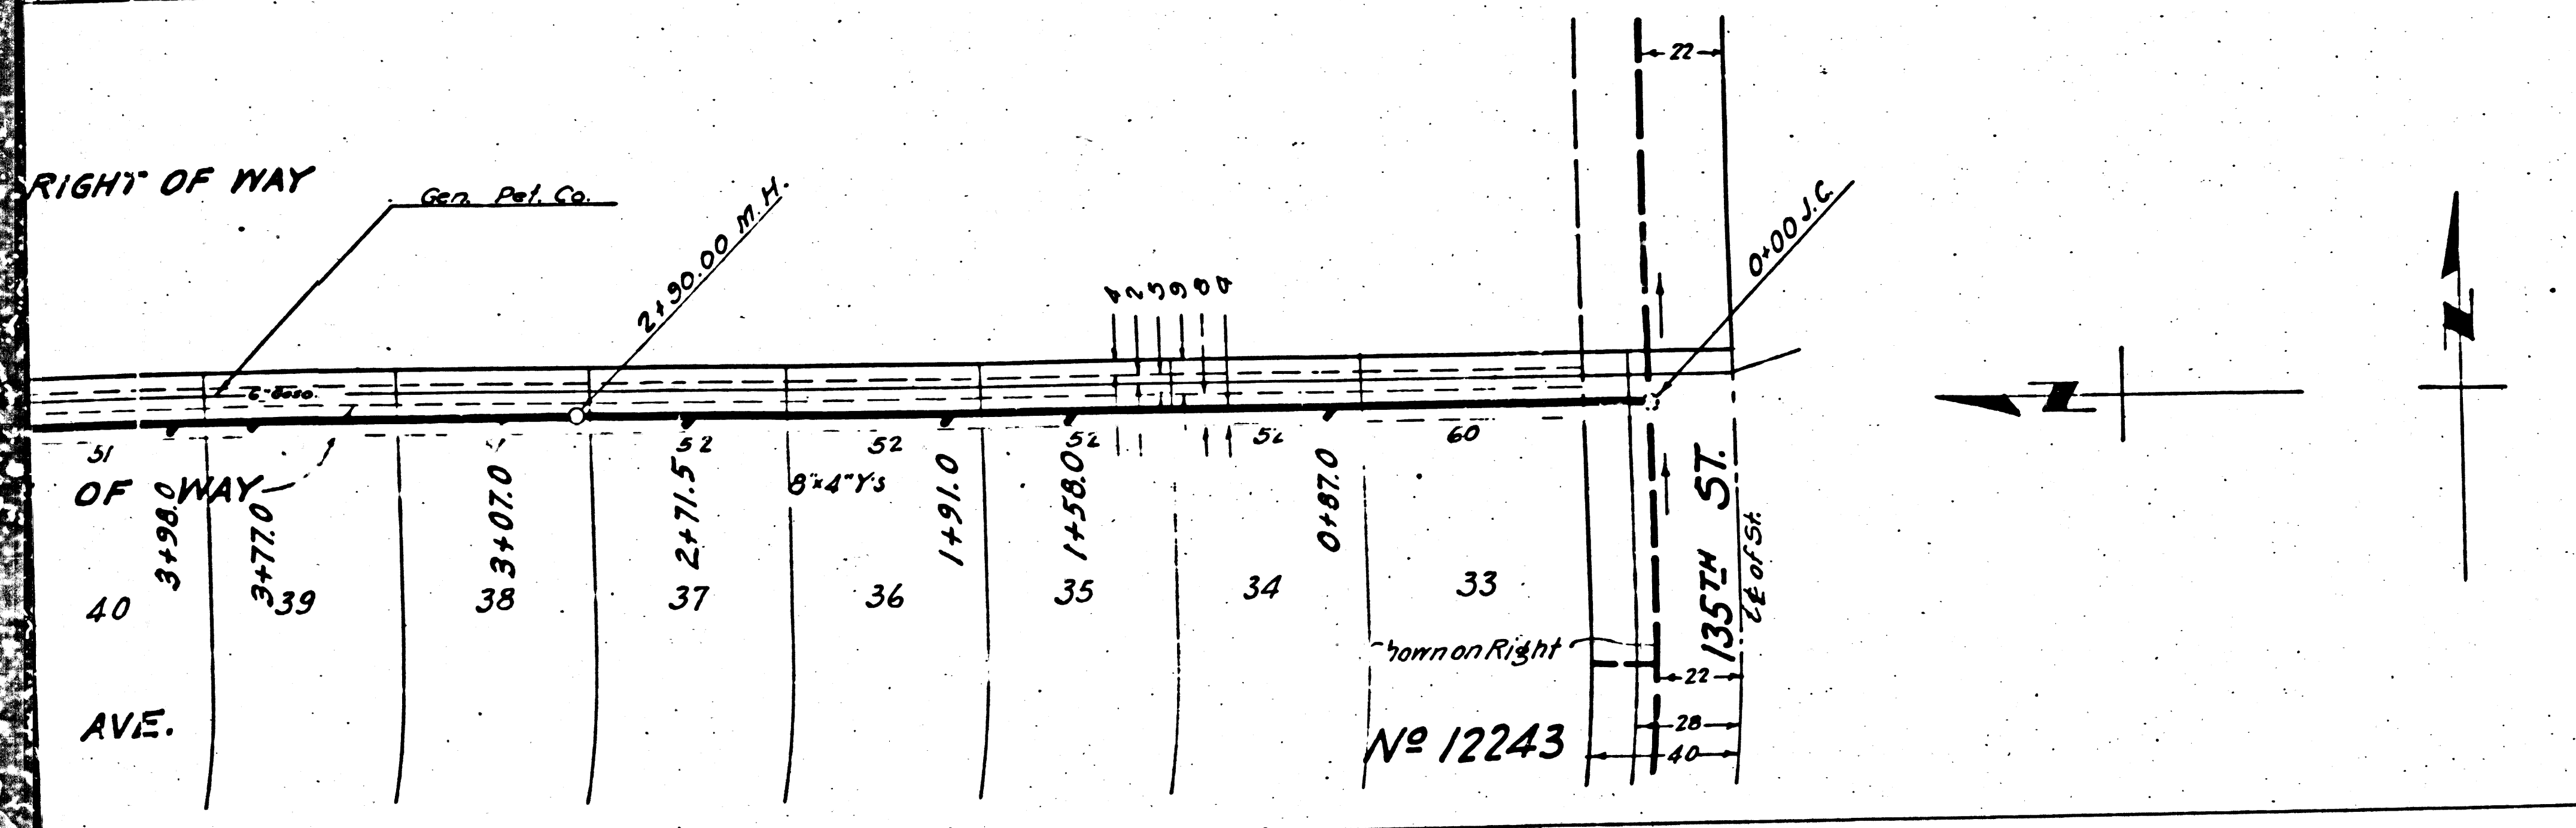 22
RIGHT OF WAY
Gen. Pet. Co.
2+90.00 M.H.
0+00 J.C.
N
N
51
52
52
52
52
60
OF WAY
8"x4" Y's
3+98.0
3+77.0
3+07.0
2+71.5
1+91.0
1+58.0
0+87.0
135TH ST.
℄ of St.
40
39
38
37
36
35
34
33
hown on Right
22
AVE.
No 12243
28
40